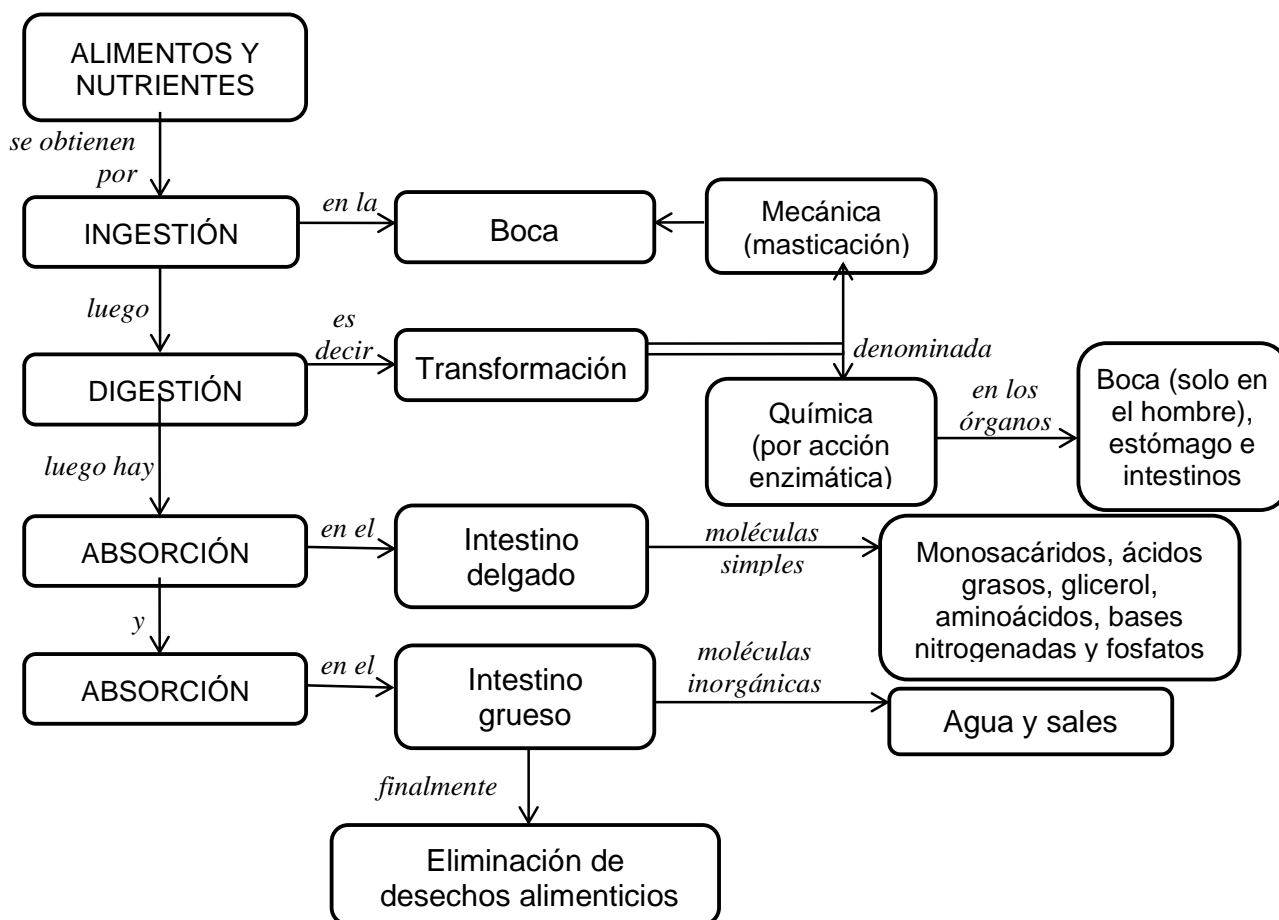 ALIMENTOS Y
NUTRIENTES
se obtienen
por
INGESTIÓN
en la
Boca
Mecánica
(masticación)
luego
DIGESTIÓN
es
decir
Transformación
denominada
Química
(por acción
enzimática)
en los
órganos
Boca (solo en
el hombre),
estómago e
intestinos
luego hay
ABSORCIÓN
en el
Intestino
delgado
moléculas
simples
Monosacáridos, ácidos
grasos, glicerol,
aminoácidos, bases
nitrogenadas y fosfatos
y
ABSORCIÓN
en el
Intestino
grueso
moléculas
inorgánicas
Agua y sales
finalmente
Eliminación de
desechos alimenticios